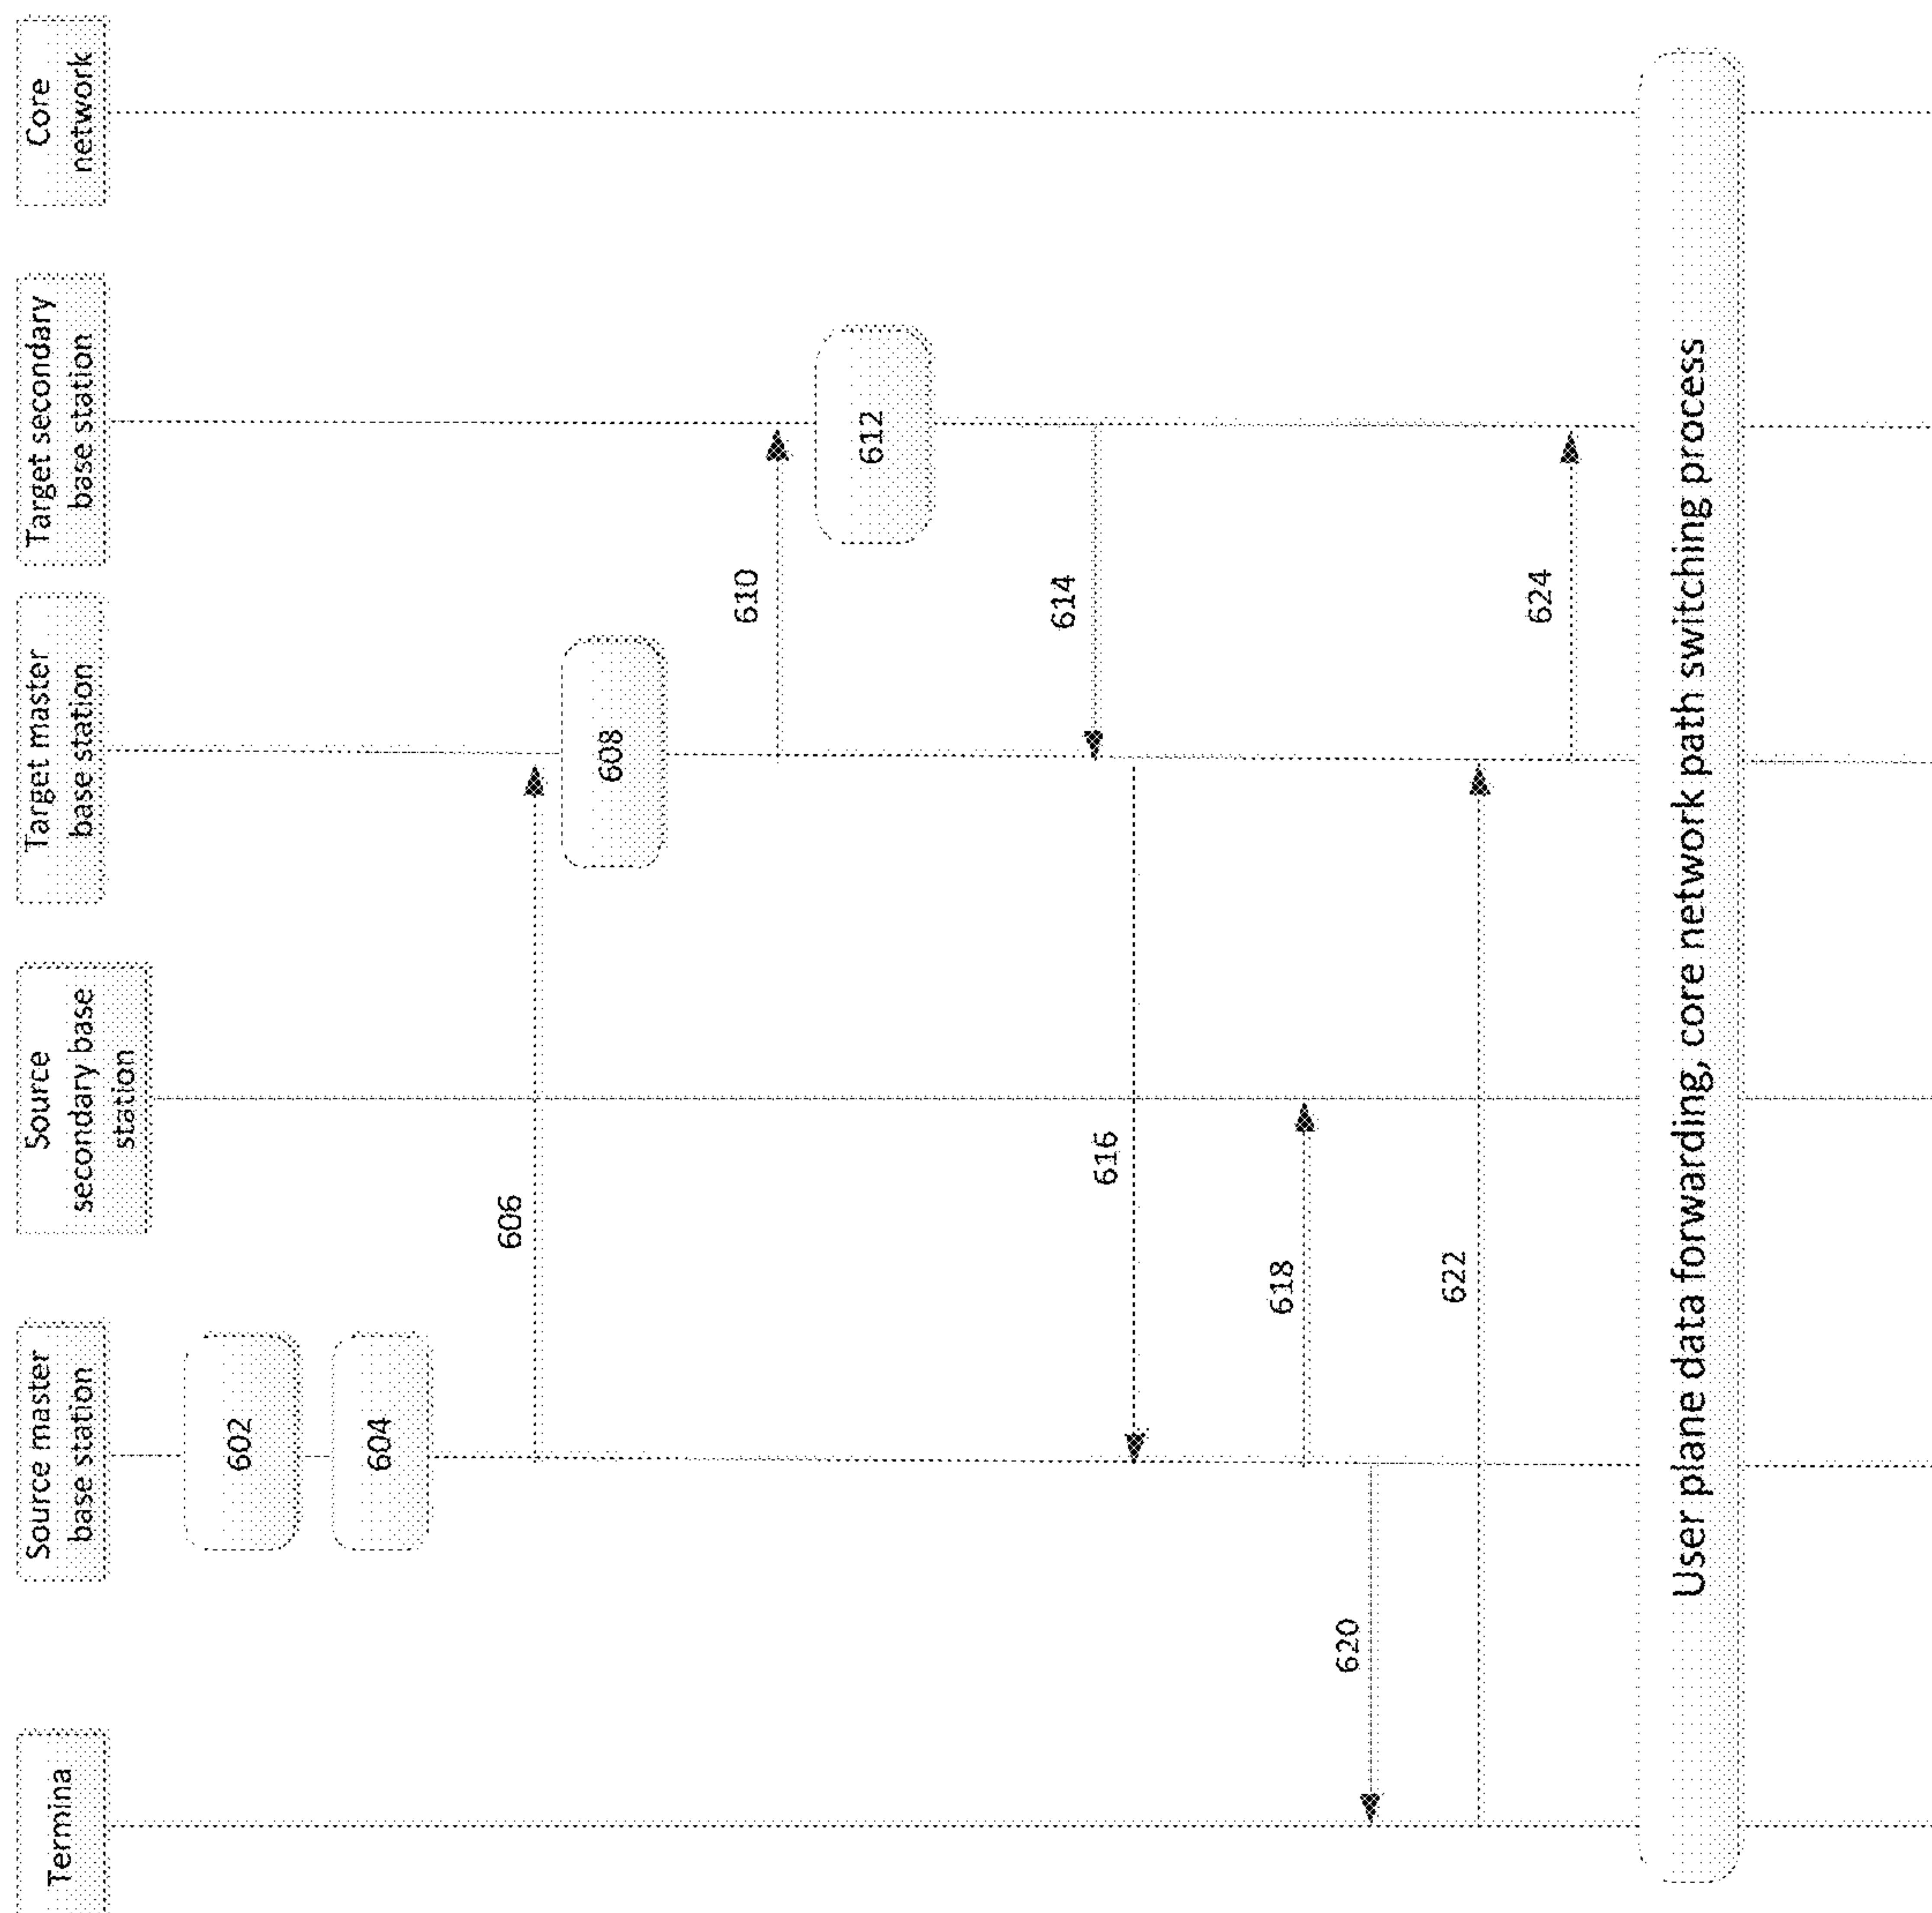 Termina
Source master
base station
Source
secondary base
station
Target master
base station
Target secondary
base station
Core
network
602
604
606
608
610
612
614
616
618
620
622
624
User plane data forwarding, core network path switching process